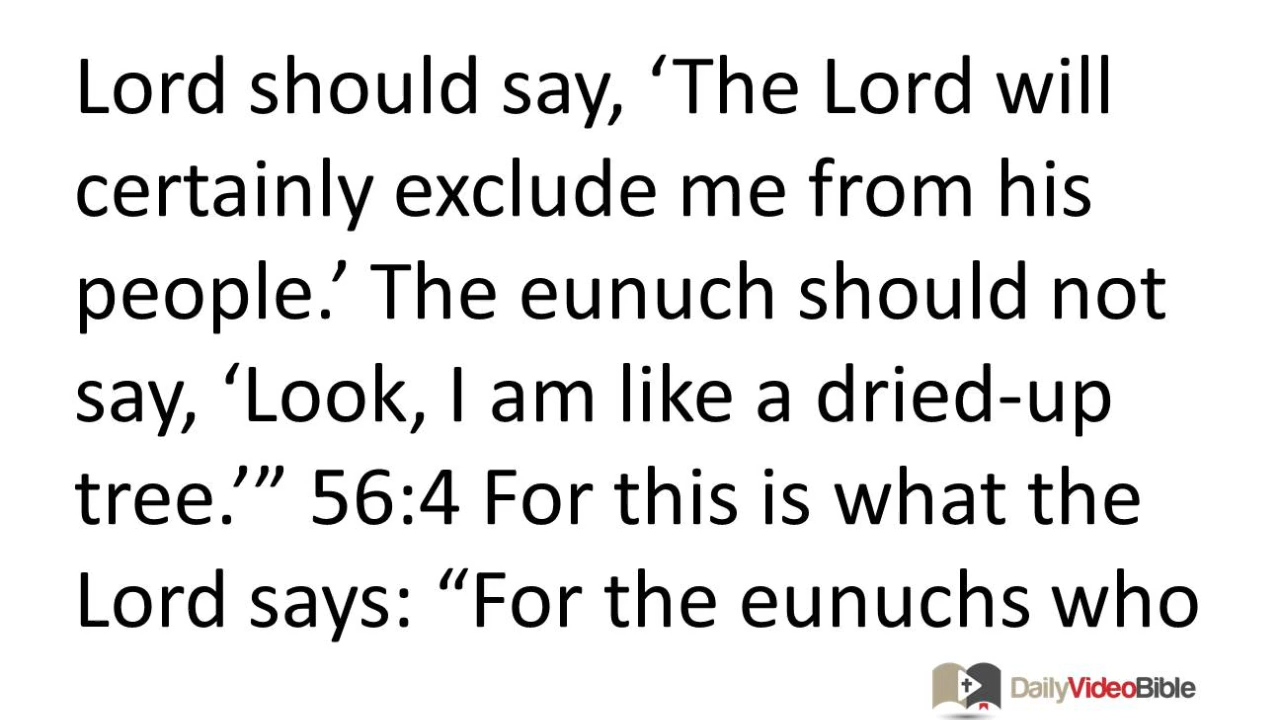 Lord should say, ‘The Lord will
certainly exclude me from his
people.’ The eunuch should not
say, ‘Look, I am like a dried-up
tree.’” 56:4 For this is what the
Lord says: “For the eunuchs who
DailyVideoBible